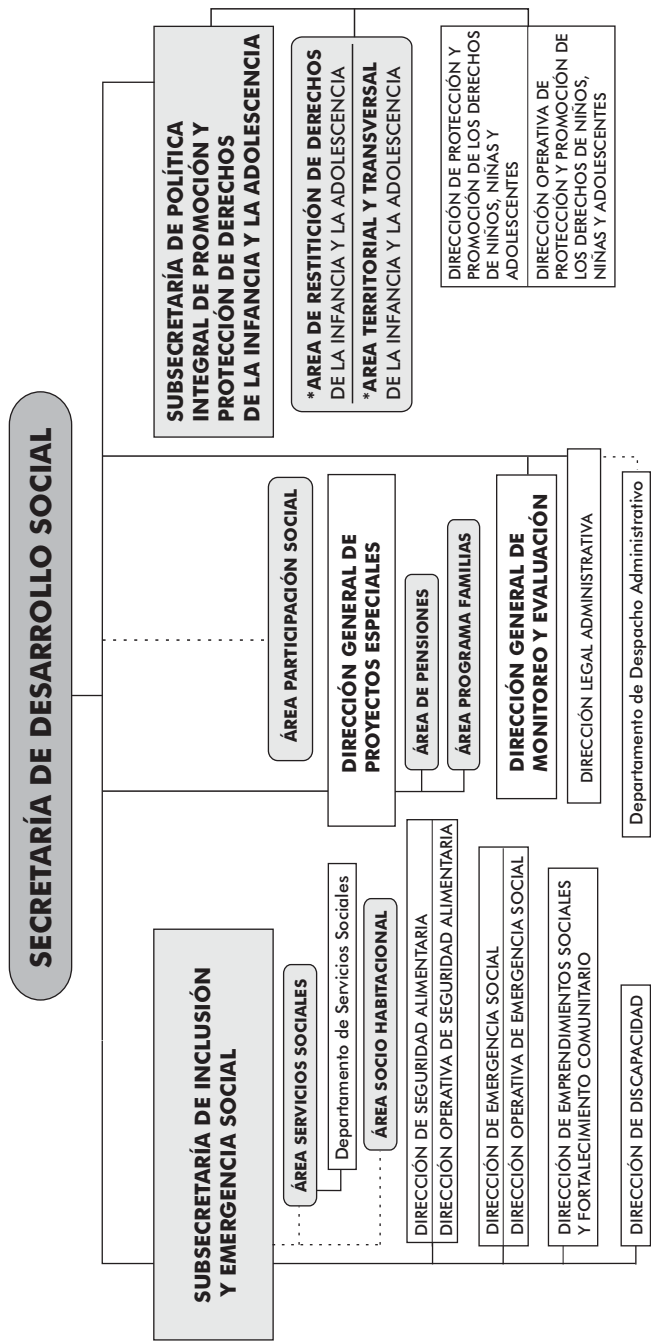 SECRETARÍA DE DESARROLLO SOCIAL
SUBSECRETARÍA DE INCLUSIÓN
Y EMERGENCIA SOCIAL
ÁREA SERVICIOS SOCIALES
Departamento de Servicios Sociales
ÁREA SOCIO HABITACIONAL
DIRECCIÓN DE SEGURIDAD ALIMENTARIA
DIRECCIÓN OPERATIVA DE SEGURIDAD ALIMENTARIA
DIRECCIÓN DE EMERGENCIA SOCIAL
DIRECCIÓN OPERATIVA DE EMERGENCIA SOCIAL
DIRECCIÓN DE EMPRENDIMIENTOS SOCIALES
Y FORTALECIMIENTO COMUNITARIO
DIRECCIÓN DE DISCAPACIDAD
ÁREA PARTICIPACIÓN SOCIAL
DIRECCIÓN GENERAL DE
PROYECTOS ESPECIALES
ÁREA DE PENSIONES
ÁREA PROGRAMA FAMILIAS
DIRECCIÓN GENERAL DE
MONITOREO Y EVALUACIÓN
DIRECCIÓN LEGAL ADMINISTRATIVA
Departamento de Despacho Administrativo
SUBSECRETARÍA DE POLÍTICA
INTEGRAL DE PROMOCIÓN Y
PROTECCIÓN DE DERECHOS
DE LA INFANCIA Y LA ADOLESCENCIA
*AREA DE RESTITICIÓN DE DERECHOS
DE LA INFANCIA Y LA ADOLESCENCIA
*AREA TERRITORIAL Y TRANSVERSAL
DE LA INFANCIA Y LA ADOLESCENCIA
DIRECCIÓN DE PROTECCIÓN Y
PROMOCIÓN DE LOS DERECHOS
DE NIÑOS, NIÑAS Y
ADOLESCENTES
DIRECCIÓN OPERATIVA DE
PROTECCIÓN Y PROMOCIÓN DE
LOS DERECHOS DE NIÑOS,
NIÑAS Y ADOLESCENTES